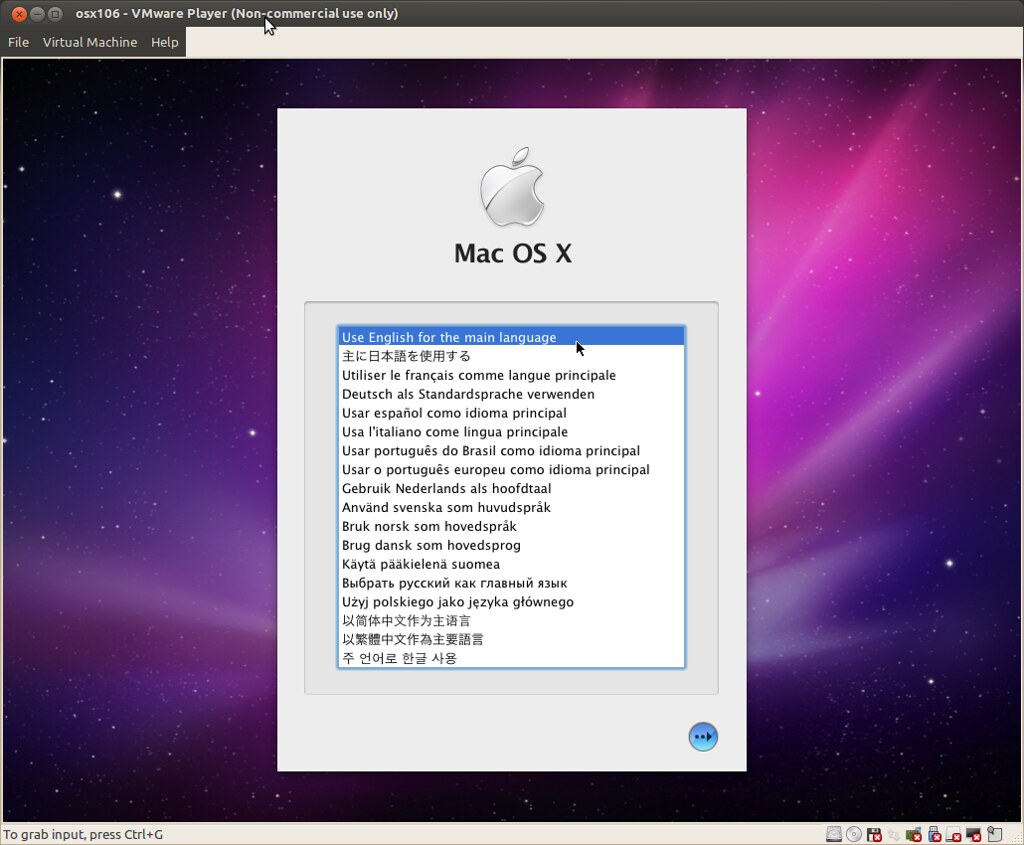 osx106 - VMware Player (Non-commercial use only)
File Virtual Machine Help
Mac OS X
Use English for the main language
主に日本語を使用する
Utiliser le français comme langue principale
Deutsch als Standardsprache verwenden
Usar español como idioma principal
Usa l'italiano come lingua principale
Usar português do Brasil como idioma principal
Usar o português europeu como idioma principal
Gebruik Nederlands als hoofdtaal
Använd svenska som huvudspråk
Bruk norsk som hovedspråk
Brug dansk som hovedsprog
Käytä pääkielenä suomea
Выбрать русский как главный язык
Użyj polskiego jako języka głównego
以简体中文作为主语言
以繁體中文作為主要語言
주 언어로 한글 사용
To grab input, press Ctrl+G